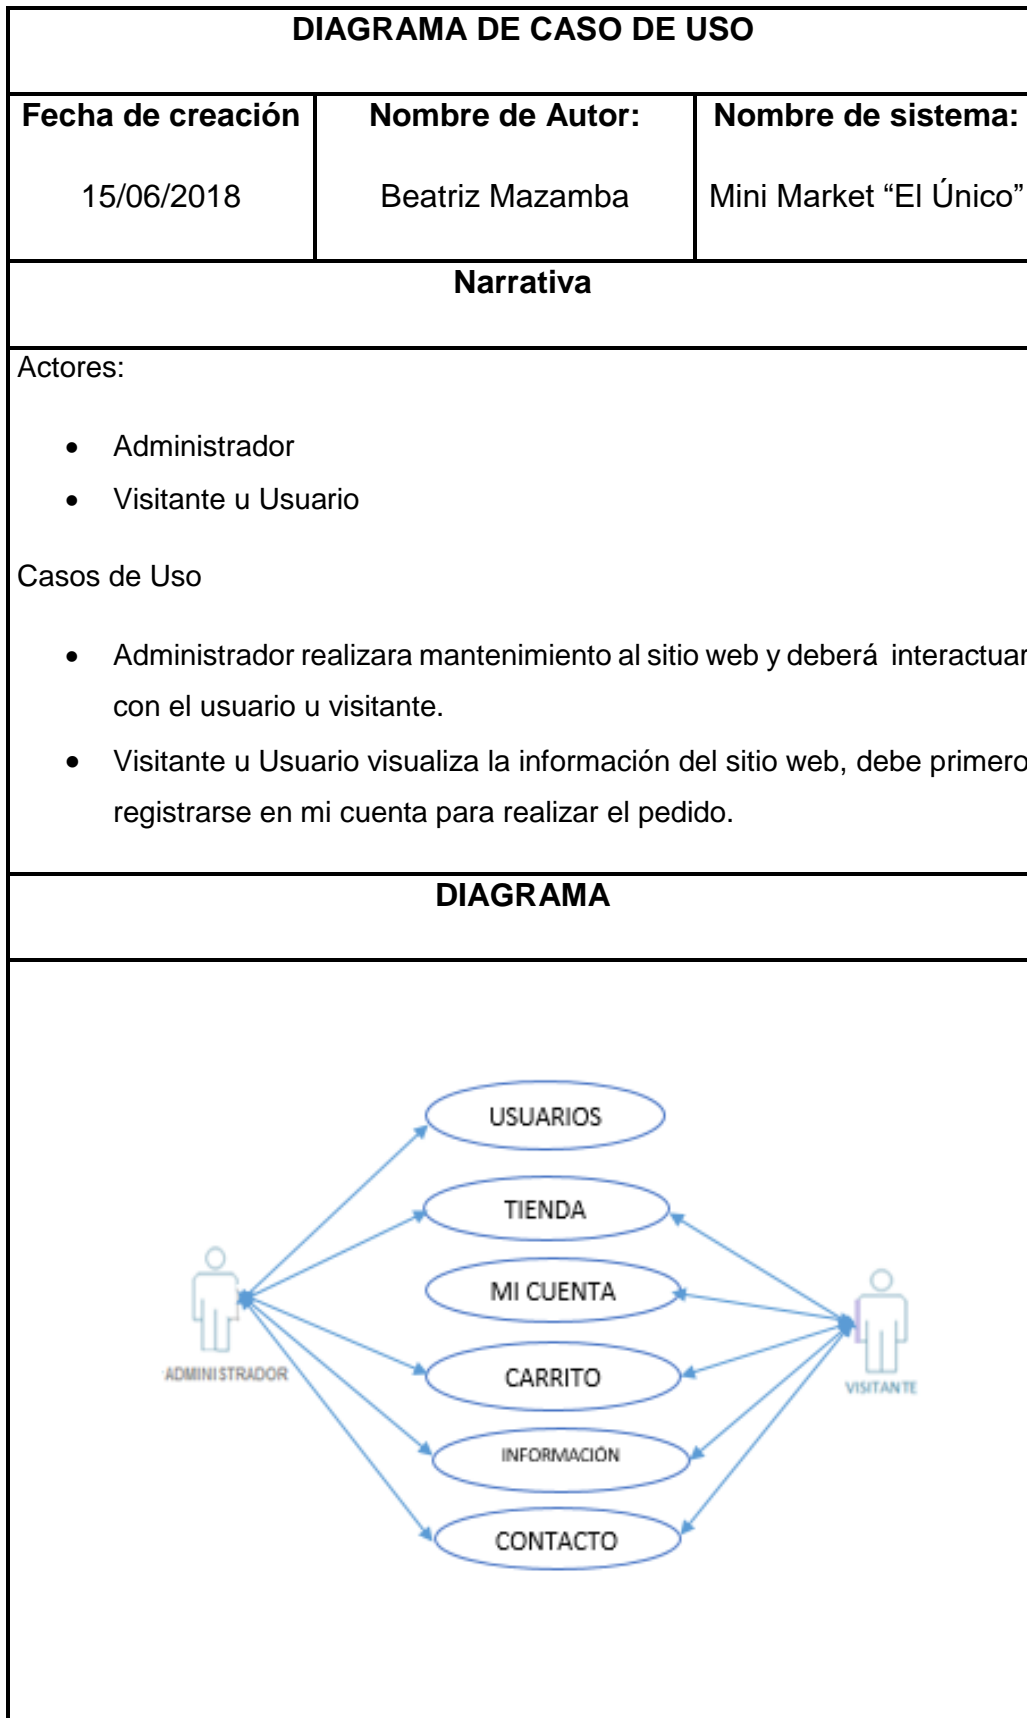 DIAGRAMA DE CASO DE USO
Fecha de creación
15/06/2018
Nombre de Autor:
Beatriz Mazamba
Nombre de sistema:
Mini Market “El Único”
Narrativa
Actores:
• Administrador
• Visitante u Usuario
Casos de Uso
• Administrador realizara mantenimiento al sitio web y deberá interactuar
con el usuario u visitante.
• Visitante u Usuario visualiza la información del sitio web, debe primero
registrarse en mi cuenta para realizar el pedido.
DIAGRAMA
USUARIOS
TIENDA
MI CUENTA
CARRITO
INFORMACIÓN
CONTACTO
ADMINISTRADOR
VISITANTE